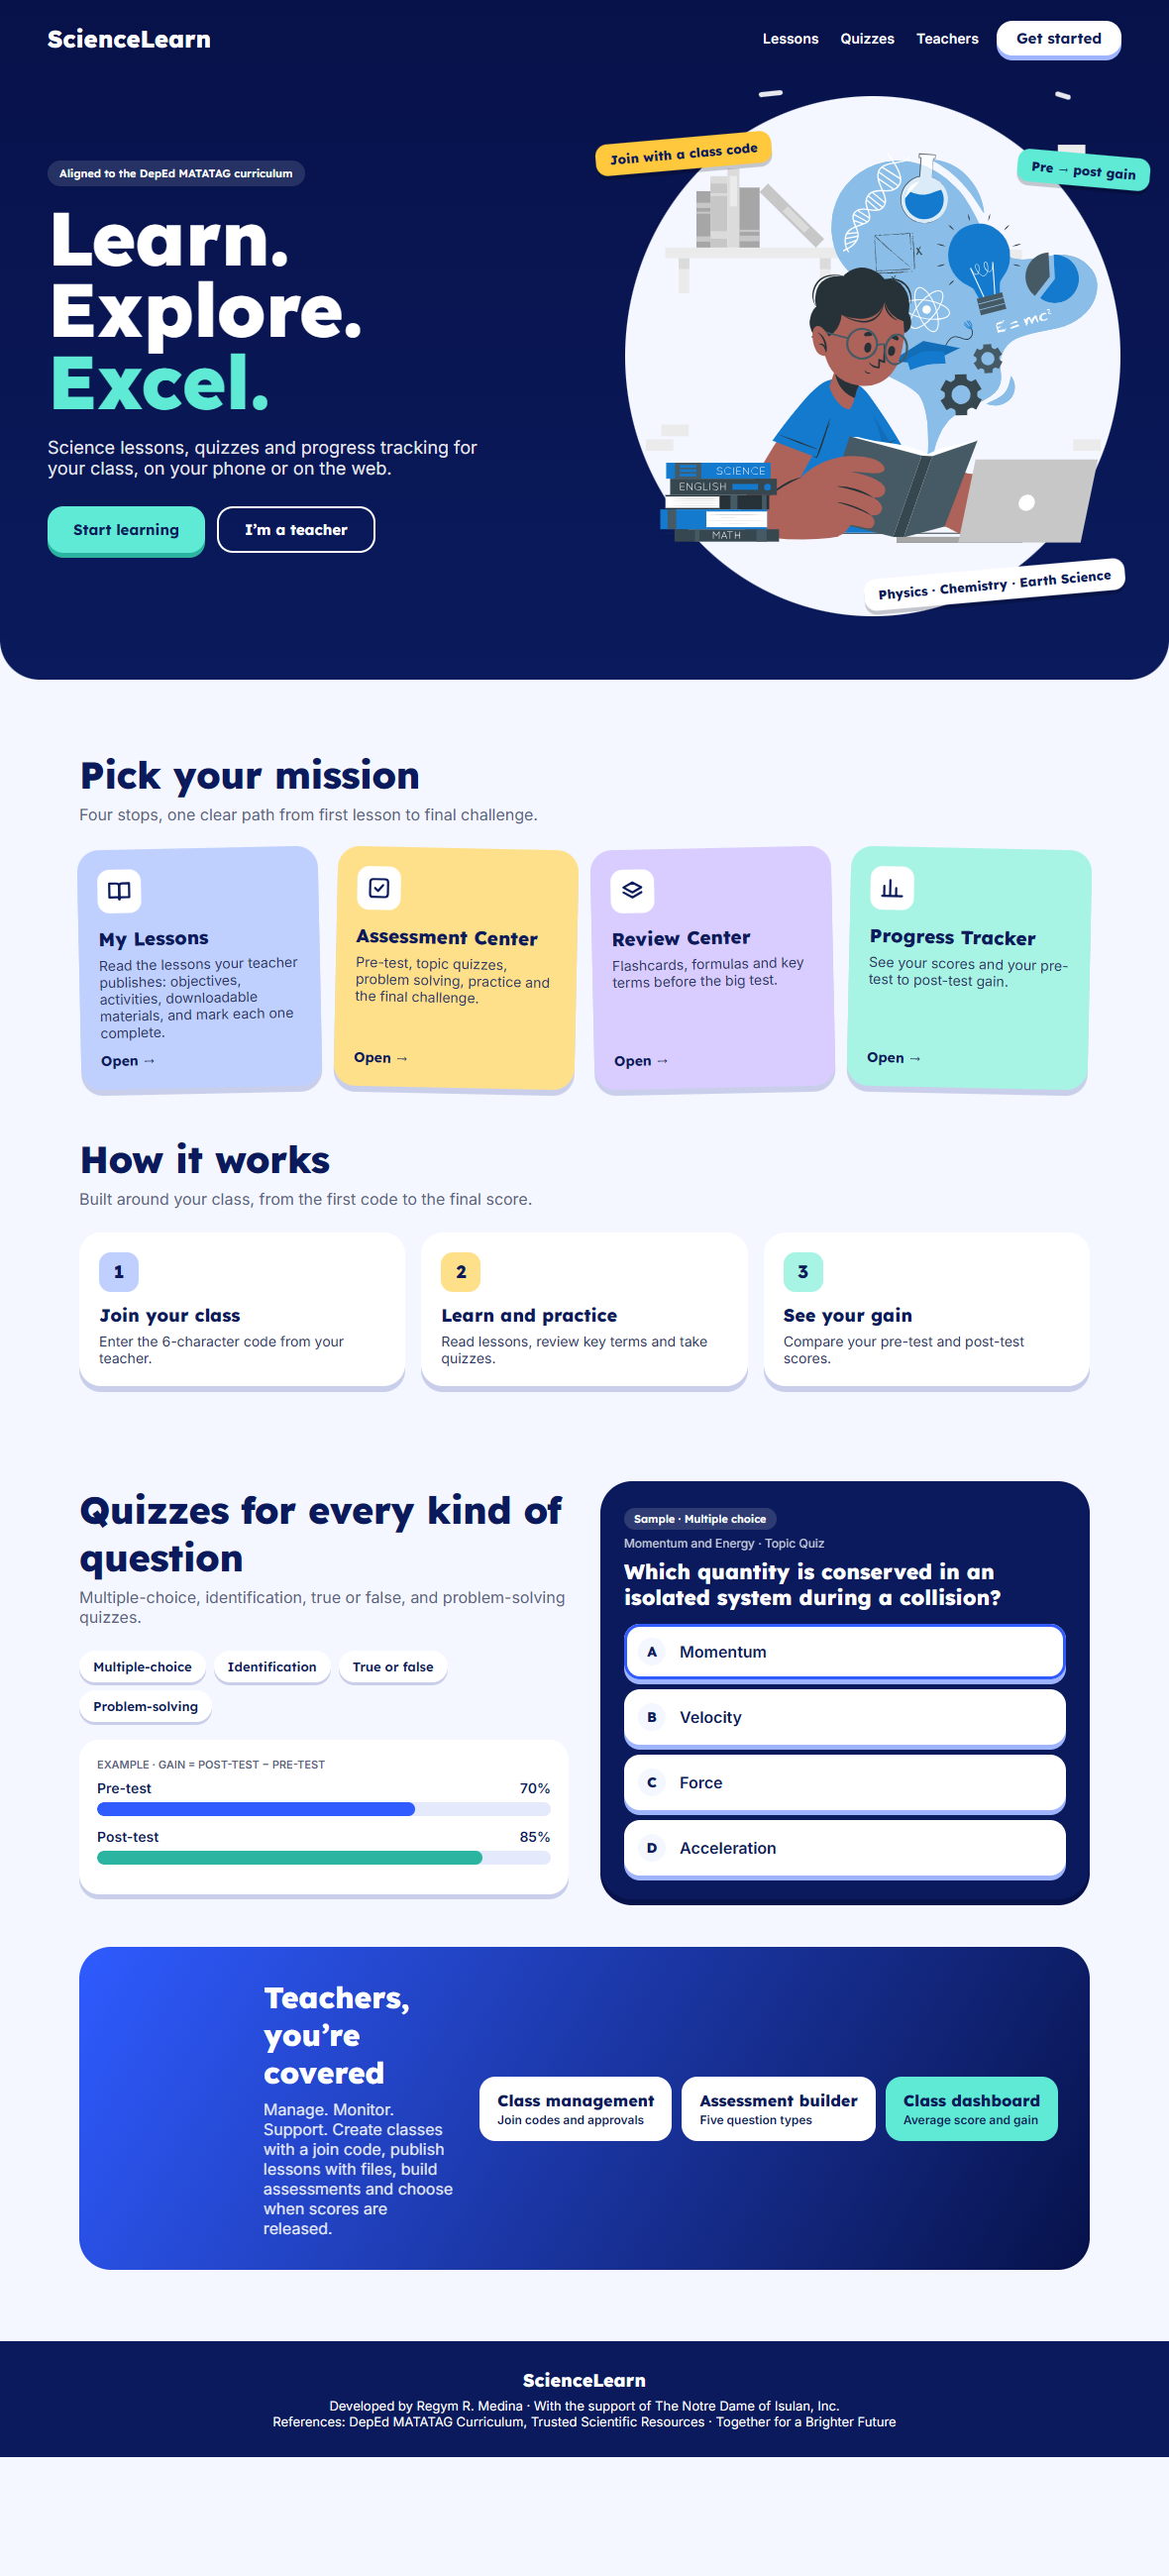 ScienceLearn
Lessons
Quizzes
Teachers
Get started
Aligned to the DepEd MATATAG curriculum
Learn.
Explore.
Excel.
Science lessons, quizzes and progress tracking for
your class, on your phone or on the web.
Start learning
I’m a teacher
Join with a class code
Pre → post gain
x
E = mc²
SCIENCE
ENGLISH
MATH
Physics · Chemistry · Earth Science
Pick your mission
Four stops, one clear path from first lesson to final challenge.
My Lessons
Read the lessons your teacher
publishes: objectives,
activities, downloadable
materials, and mark each one
complete.
Open →
Assessment Center
Pre-test, topic quizzes,
problem solving, practice and
the final challenge.
Open →
Review Center
Flashcards, formulas and key
terms before the big test.
Open →
Progress Tracker
See your scores and your pre-
test to post-test gain.
Open →
How it works
Built around your class, from the first code to the final score.
1
Join your class
Enter the 6-character code from your
teacher.
2
Learn and practice
Read lessons, review key terms and take
quizzes.
3
See your gain
Compare your pre-test and post-test
scores.
Quizzes for every kind of
question
Multiple-choice, identification, true or false, and problem-solving
quizzes.
Multiple-choice
Identification
True or false
Problem-solving
EXAMPLE · GAIN = POST-TEST − PRE-TEST
Pre-test 70%
Post-test 85%
Sample · Multiple choice
Momentum and Energy · Topic Quiz
Which quantity is conserved in an
isolated system during a collision?
A Momentum
B Velocity
C Force
D Acceleration
Teachers,
you’re
covered
Manage. Monitor.
Support. Create classes
with a join code, publish
lessons with files, build
assessments and choose
when scores are
released.
Class management
Join codes and approvals
Assessment builder
Five question types
Class dashboard
Average score and gain
ScienceLearn
Developed by Regym R. Medina · With the support of The Notre Dame of Isulan, Inc.
References: DepEd MATATAG Curriculum, Trusted Scientific Resources · Together for a Brighter Future